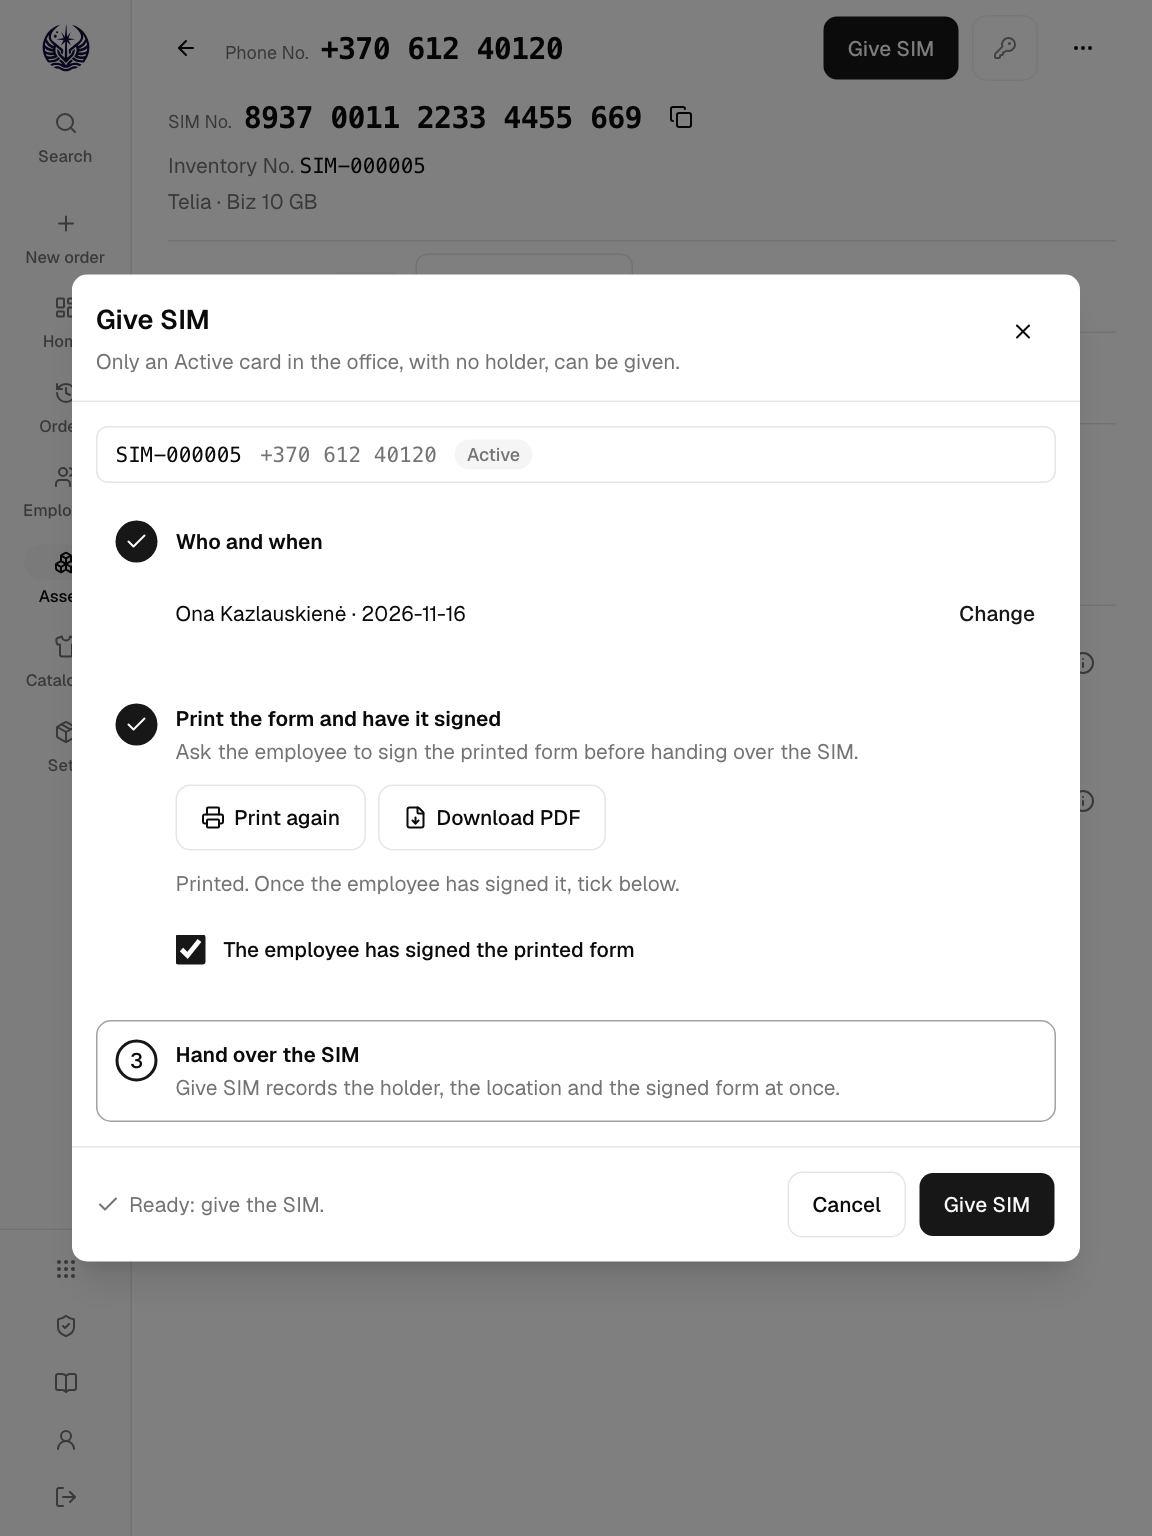 Phone No. +370 612 40120
Give SIM
SIM No. 8937 0011 2233 4455 669
Inventory No. SIM-000005
Telia · Biz 10 GB
Search
New order
Give SIM
Only an Active card in the office, with no holder, can be given.
SIM-000005 +370 612 40120 Active
Who and when
Ona Kazlauskienė · 2026-11-16
Change
Print the form and have it signed
Ask the employee to sign the printed form before handing over the SIM.
Print again
Download PDF
Printed. Once the employee has signed it, tick below.
The employee has signed the printed form
3 Hand over the SIM
Give SIM records the holder, the location and the signed form at once.
Ready: give the SIM.
Cancel
Give SIM